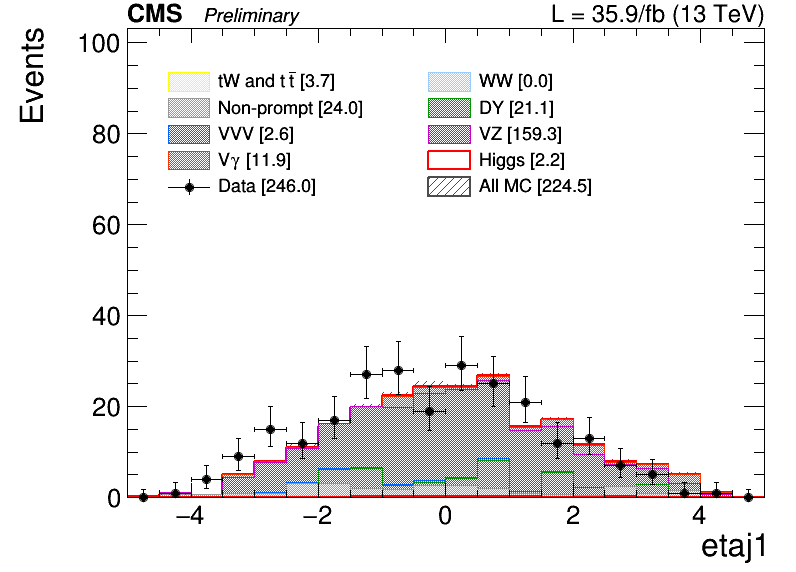 CMS Preliminary L = 35.9/fb (13 TeV)
Events
100
80
60
40
20
0
tW and t t̅ [3.7]
Non-prompt [24.0]
VVV [2.6]
Vγ [11.9]
Data [246.0]
WW [0.0]
DY [21.1]
VZ [159.3]
Higgs [2.2]
All MC [224.5]
−4 −2 0 2 4
etaj1